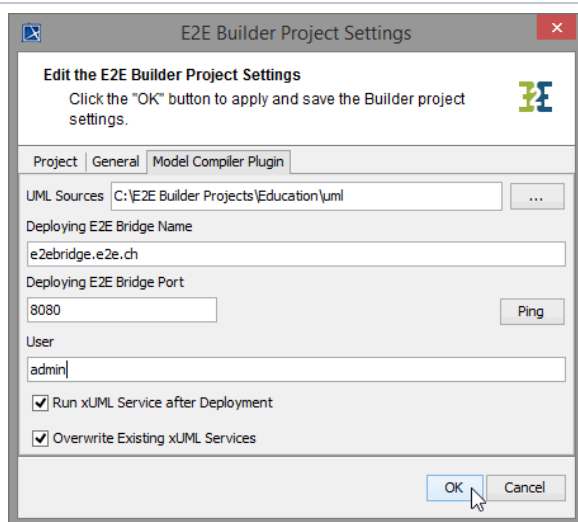 E2E Builder Project Settings
Edit the E2E Builder Project Settings
Click the "OK" button to apply and save the Builder project
settings.
E2E
Project General Model Compiler Plugin
UML Sources C:\E2E Builder Projects\Education\uml ...
Deploying E2E Bridge Name
e2ebridge.e2e.ch
Deploying E2E Bridge Port
8080 Ping
User
admin
Run xUML Service after Deployment
Overwrite Existing xUML Services
OK Cancel